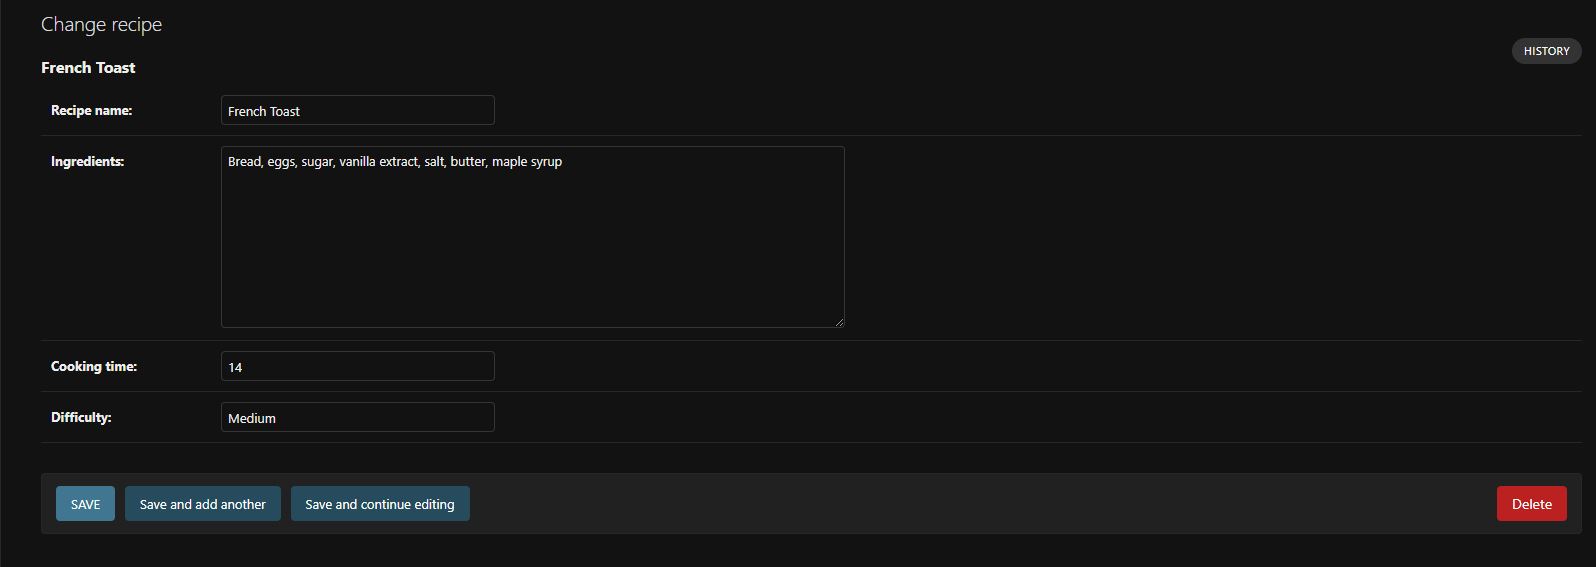 Change recipe
HISTORY
French Toast
Recipe name: French Toast
Ingredients: Bread, eggs, sugar, vanilla extract, salt, butter, maple syrup
Cooking time: 14
Difficulty: Medium
SAVE Save and add another Save and continue editing Delete